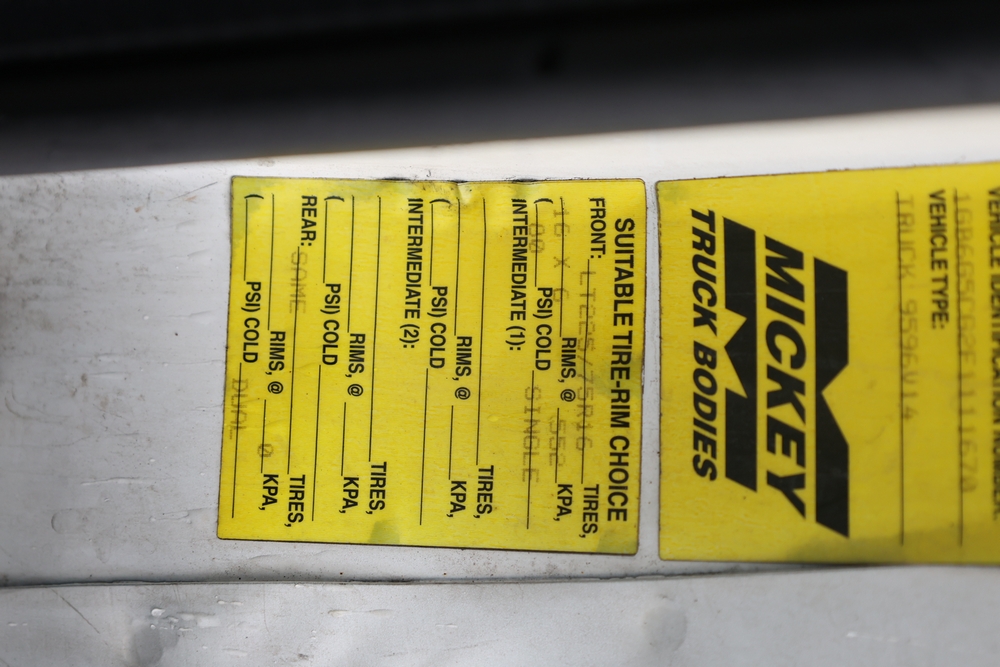 SUITABLE TIRE-RIM CHOICE
FRONT: LT225/75R16 TIRES,
16 X 6 RIMS, @ 552 KPA,
( 80 PSI) COLD SINGLE
INTERMEDIATE (1):
TIRES,
RIMS, @ KPA,
( PSI) COLD
INTERMEDIATE (2):
TIRES,
RIMS, @ KPA,
( PSI) COLD
REAR: SAME TIRES,
RIMS, @ 0 KPA,
( PSI) COLD DUAL
VEHICLE TYPE:
TRUCK 9596V14
MICKEY
TRUCK BODIES